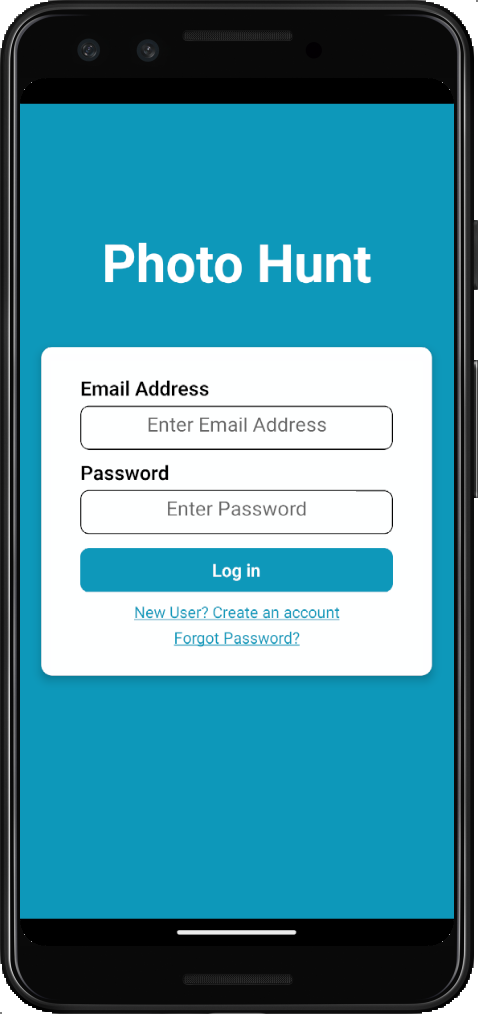 Photo Hunt
Email Address
Enter Email Address
Password
Enter Password
Log in
New User? Create an account
Forgot Password?